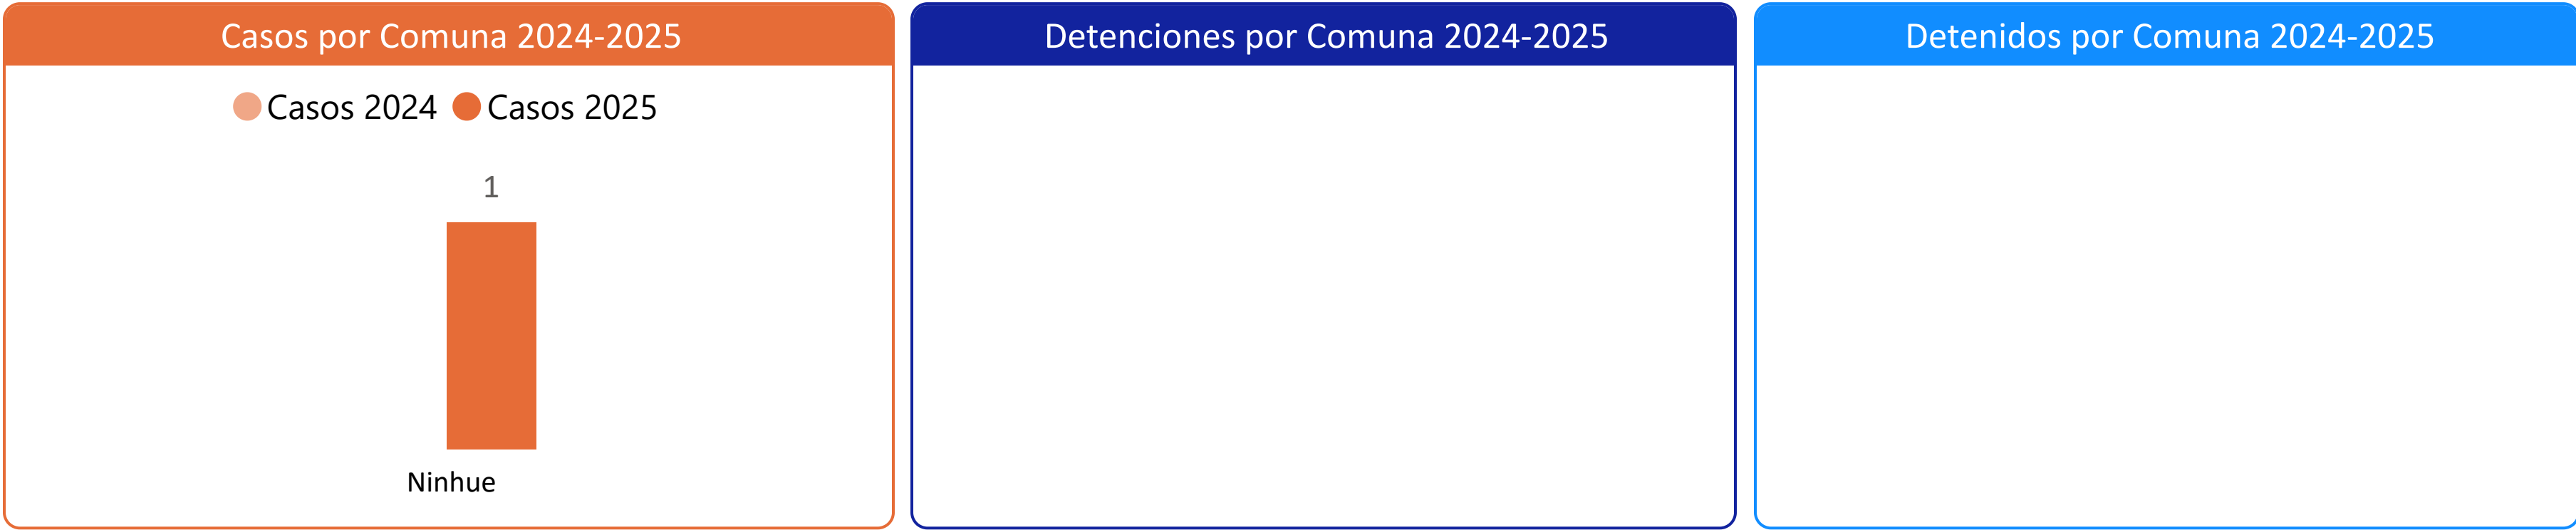 Casos por Comuna 2024-2025
Casos 2024 Casos 2025
1
Ninhue
Detenciones por Comuna 2024-2025
Detenidos por Comuna 2024-2025